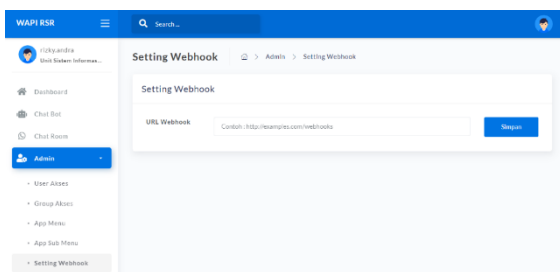 WAPI RSR
Search...
rizky.andra
Unit Sistem Informas...
Setting Webhook
Admin > Setting Webhook
Dashboard
Chat Bot
Chat Room
Admin
User Akses
Group Akses
App Menu
App Sub Menu
Setting Webhook
Setting Webhook
URL Webhook
Contoh : http://examples.com/webhooks
Simpan